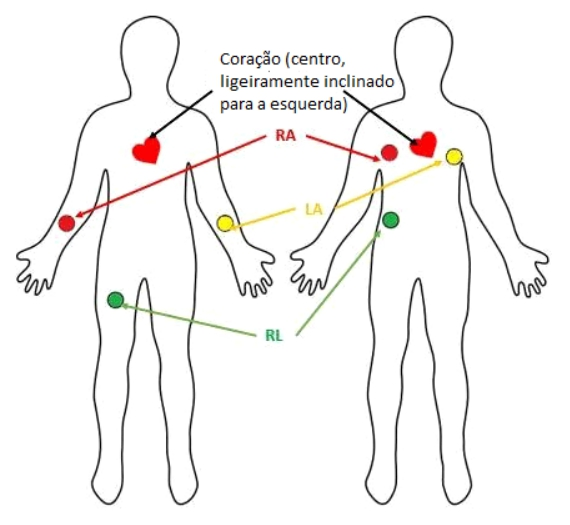 Coração (centro,
ligeiramente inclinado
para a esquerda)
RA
LA
RL